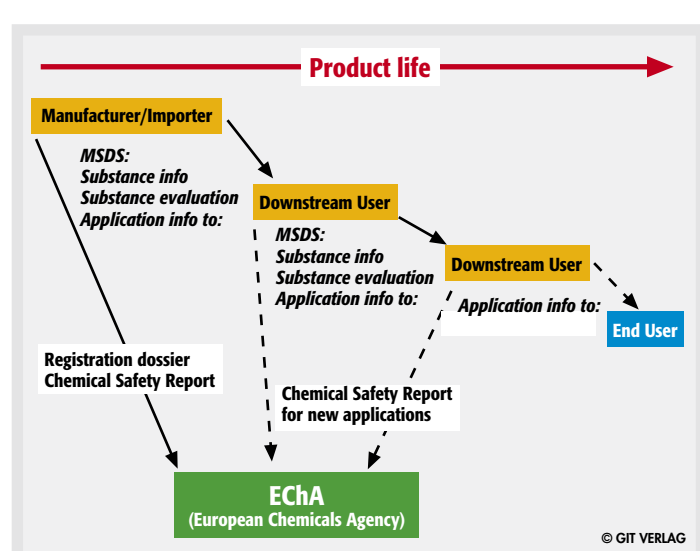 Product life
Manufacturer/Importer
MSDS:
Substance info
Substance evaluation
Application info to:
Downstream User
MSDS:
Substance info
Substance evaluation
Application info to:
Downstream User
Application info to:
End User
Registration dossier
Chemical Safety Report
Chemical Safety Report
for new applications
EChA
(European Chemicals Agency)
© GIT VERLAG